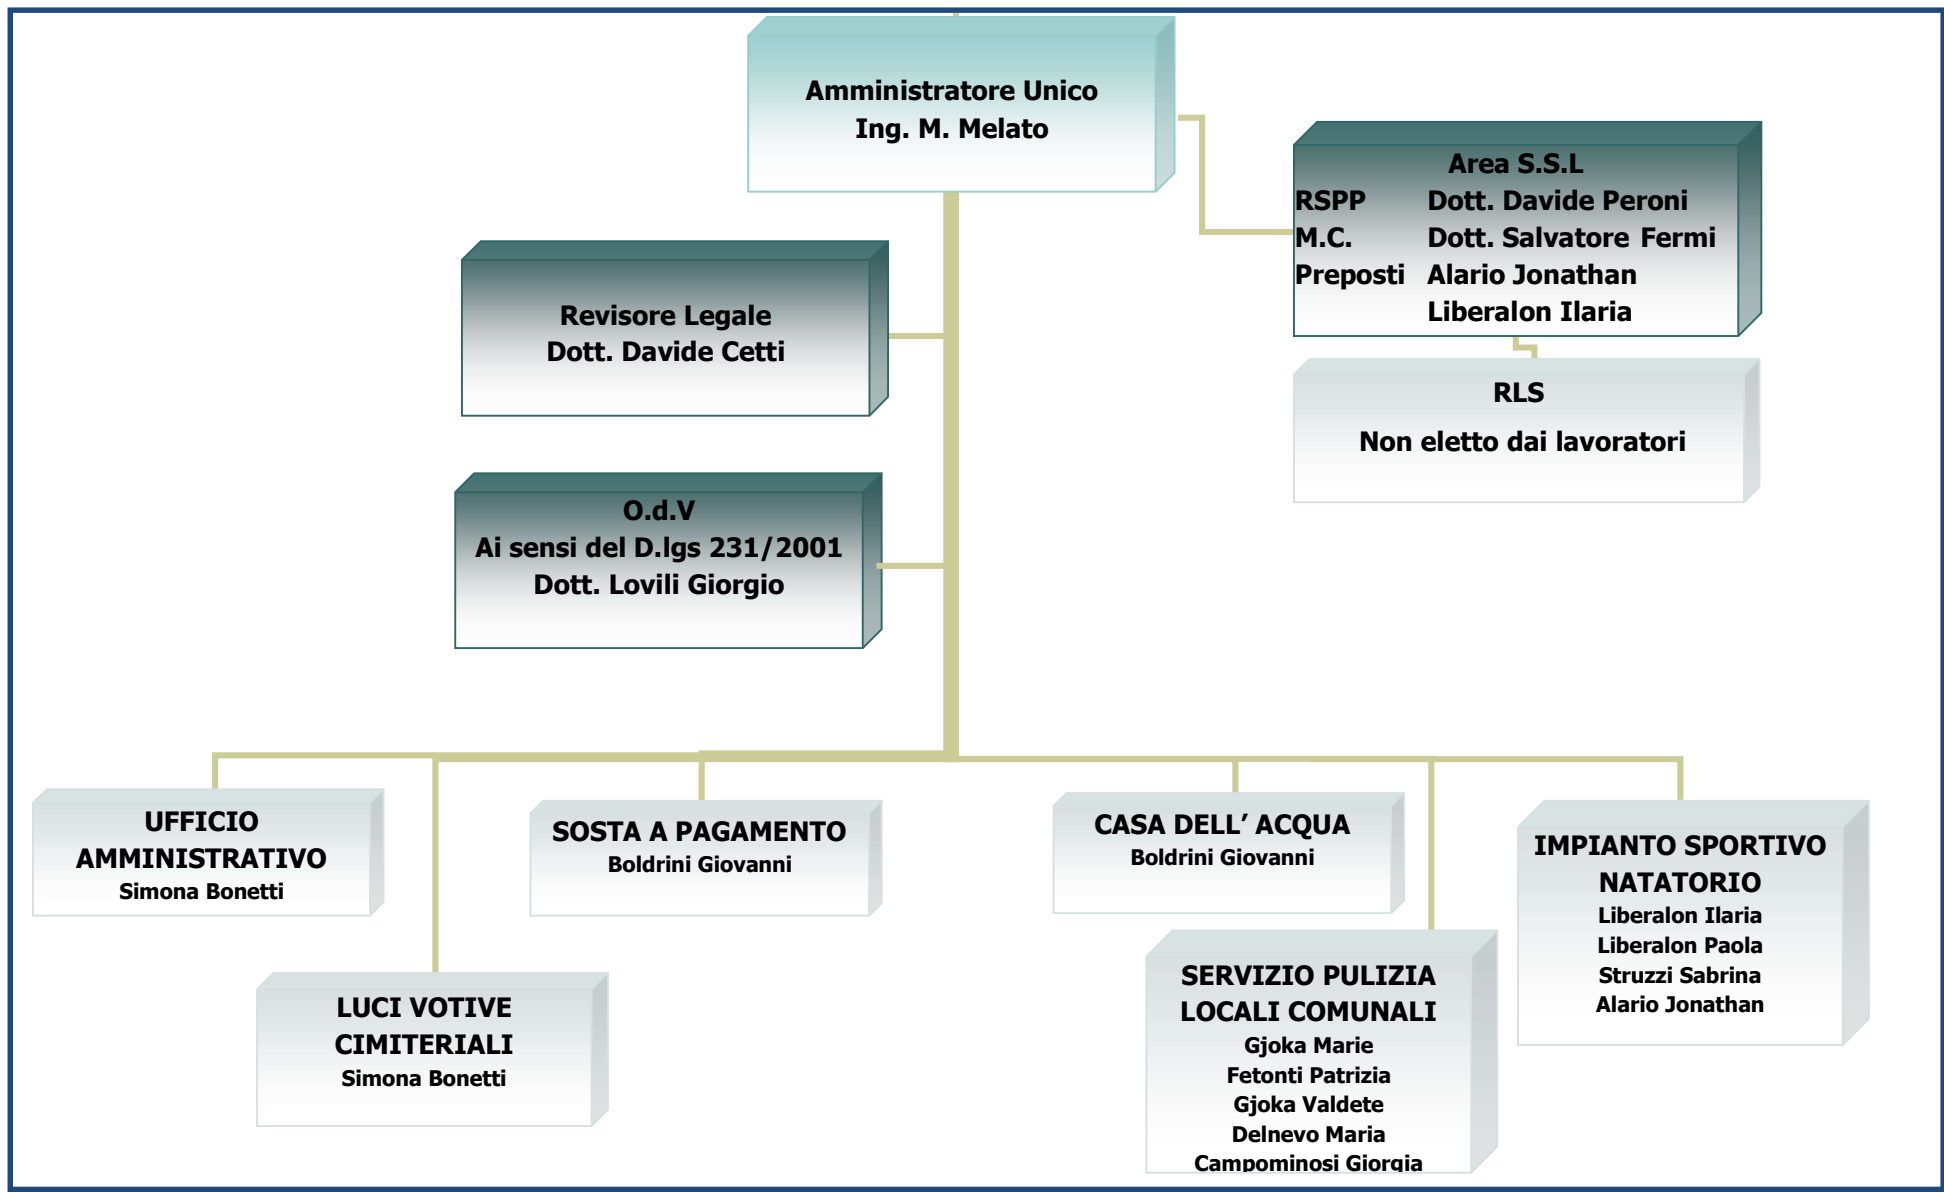 Amministratore Unico
Ing. M. Melato
Area S.S.L
RSPP Dott. Davide Peroni
M.C. Dott. Salvatore Fermi
Preposti Alario Jonathan
Liberalon Ilaria
RLS
Non eletto dai lavoratori
Revisore Legale
Dott. Davide Cetti
O.d.V
Ai sensi del D.lgs 231/2001
Dott. Lovili Giorgio
UFFICIO
AMMINISTRATIVO
Simona Bonetti
LUCI VOTIVE
CIMITERIALI
Simona Bonetti
SOSTA A PAGAMENTO
Boldrini Giovanni
CASA DELL’ ACQUA
Boldrini Giovanni
SERVIZIO PULIZIA
LOCALI COMUNALI
Gjoka Marie
Fetonti Patrizia
Gjoka Valdete
Delnevo Maria
Campominosi Giorgia
IMPIANTO SPORTIVO
NATATORIO
Liberalon Ilaria
Liberalon Paola
Struzzi Sabrina
Alario Jonathan